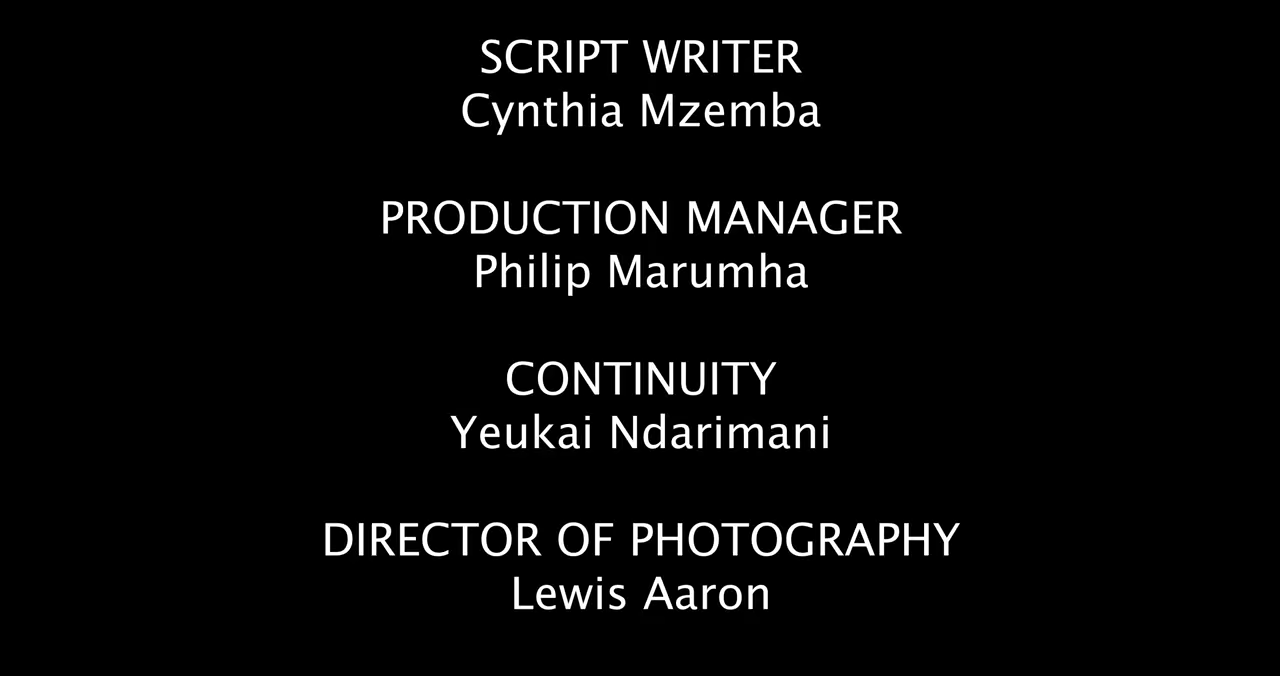 SCRIPT WRITER
Cynthia Mzemba
PRODUCTION MANAGER
Philip Marumha
CONTINUITY
Yeukai Ndarimani
DIRECTOR OF PHOTOGRAPHY
Lewis Aaron